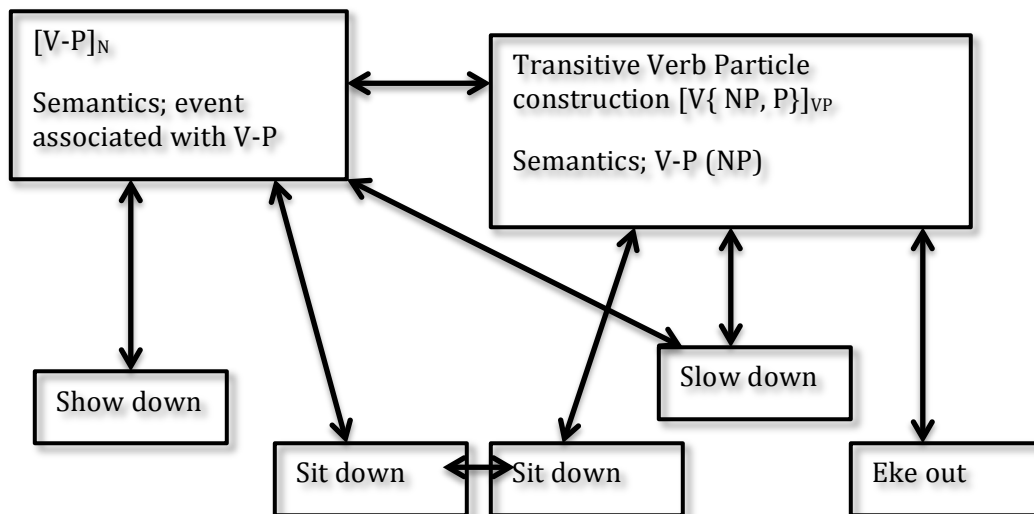 [V-P]N
Semantics; event
associated with V-P
Transitive Verb Particle
construction [V{ NP, P}]VP
Semantics; V-P (NP)
Show down
Sit down
Sit down
Slow down
Eke out